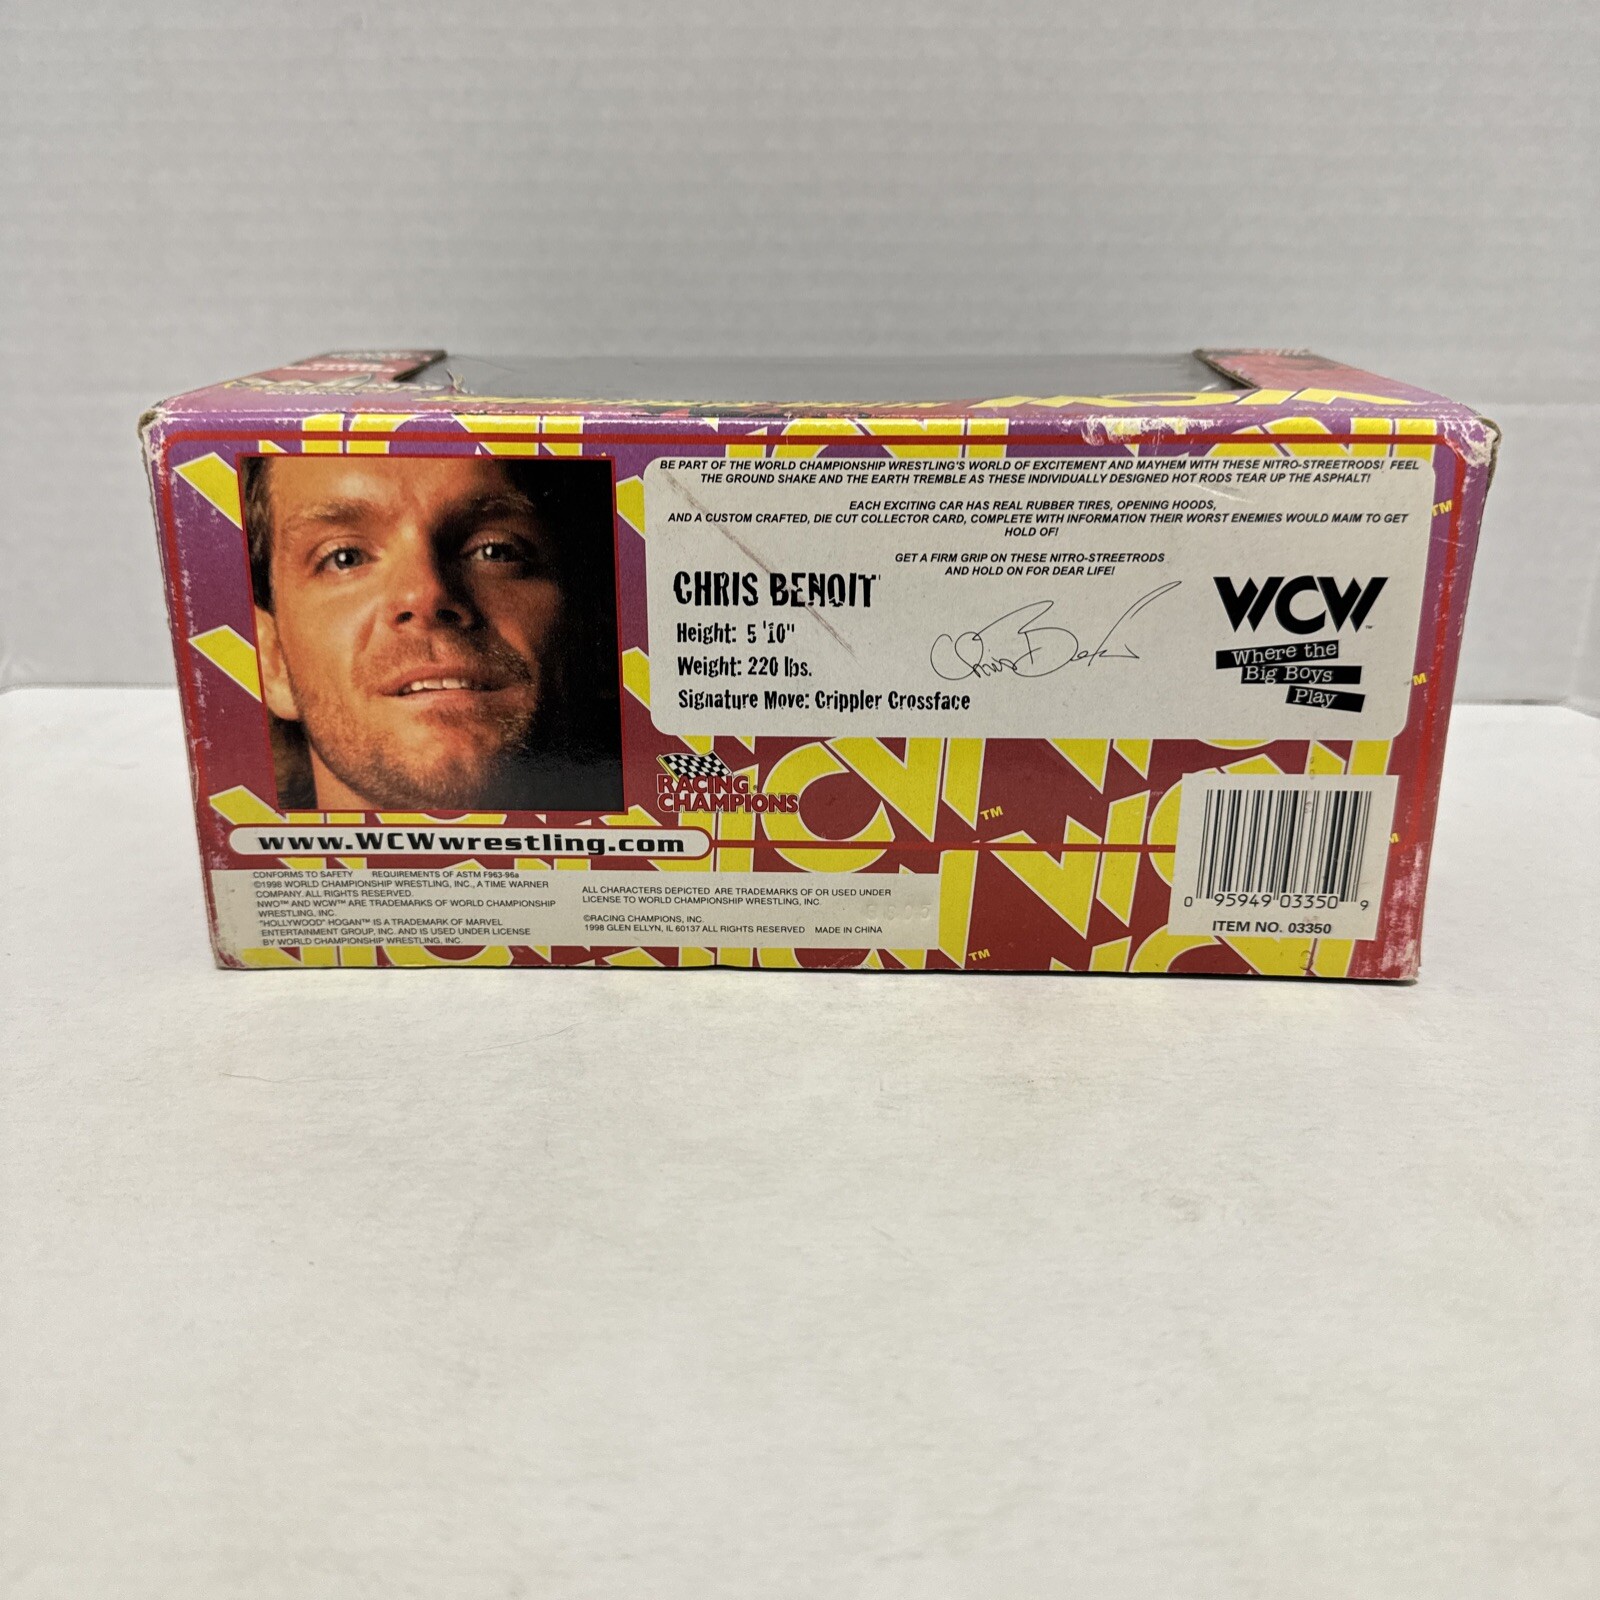 BE PART OF THE WORLD CHAMPIONSHIP WRESTLING'S WORLD OF EXCITEMENT AND MAYHEM WITH THESE NITRO-STREETRODS! FEEL
THE GROUND SHAKE AND THE EARTH TREMBLE AS THESE INDIVIDUALLY DESIGNED HOT RODS TEAR UP THE ASPHALT!
EACH EXCITING CAR HAS REAL RUBBER TIRES, OPENING HOODS,
AND A CUSTOM CRAFTED, DIE CUT COLLECTOR CARD, COMPLETE WITH INFORMATION THEIR WORST ENEMIES WOULD MAIM TO GET
HOLD OF!
GET A FIRM GRIP ON THESE NITRO-STREETRODS
AND HOLD ON FOR DEAR LIFE!
CHRIS BENOIT
Height: 5 '10"
Weight: 220 lbs.
Signature Move: Crippler Crossface
Chris Benoit
WCW
Where the
Big Boys
Play
RACING
CHAMPIONS
www.WCWwrestling.com
CONFORMS TO SAFETY REQUIREMENTS OF ASTM F963-96a
©1998 WORLD CHAMPIONSHIP WRESTLING, INC., A TIME WARNER
COMPANY. ALL RIGHTS RESERVED.
NWO™ AND WCW™ ARE TRADEMARKS OF WORLD CHAMPIONSHIP
WRESTLING, INC.
"HOLLYWOOD" HOGAN™ IS A TRADEMARK OF MARVEL
ENTERTAINMENT GROUP, INC. AND IS USED UNDER LICENSE
BY WORLD CHAMPIONSHIP WRESTLING, INC.
ALL CHARACTERS DEPICTED ARE TRADEMARKS OF OR USED UNDER
LICENSE TO WORLD CHAMPIONSHIP WRESTLING, INC.
©RACING CHAMPIONS, INC.
1998 GLEN ELLYN, IL 60137 ALL RIGHTS RESERVED MADE IN CHINA
0 95949 03350 9
ITEM NO. 03350